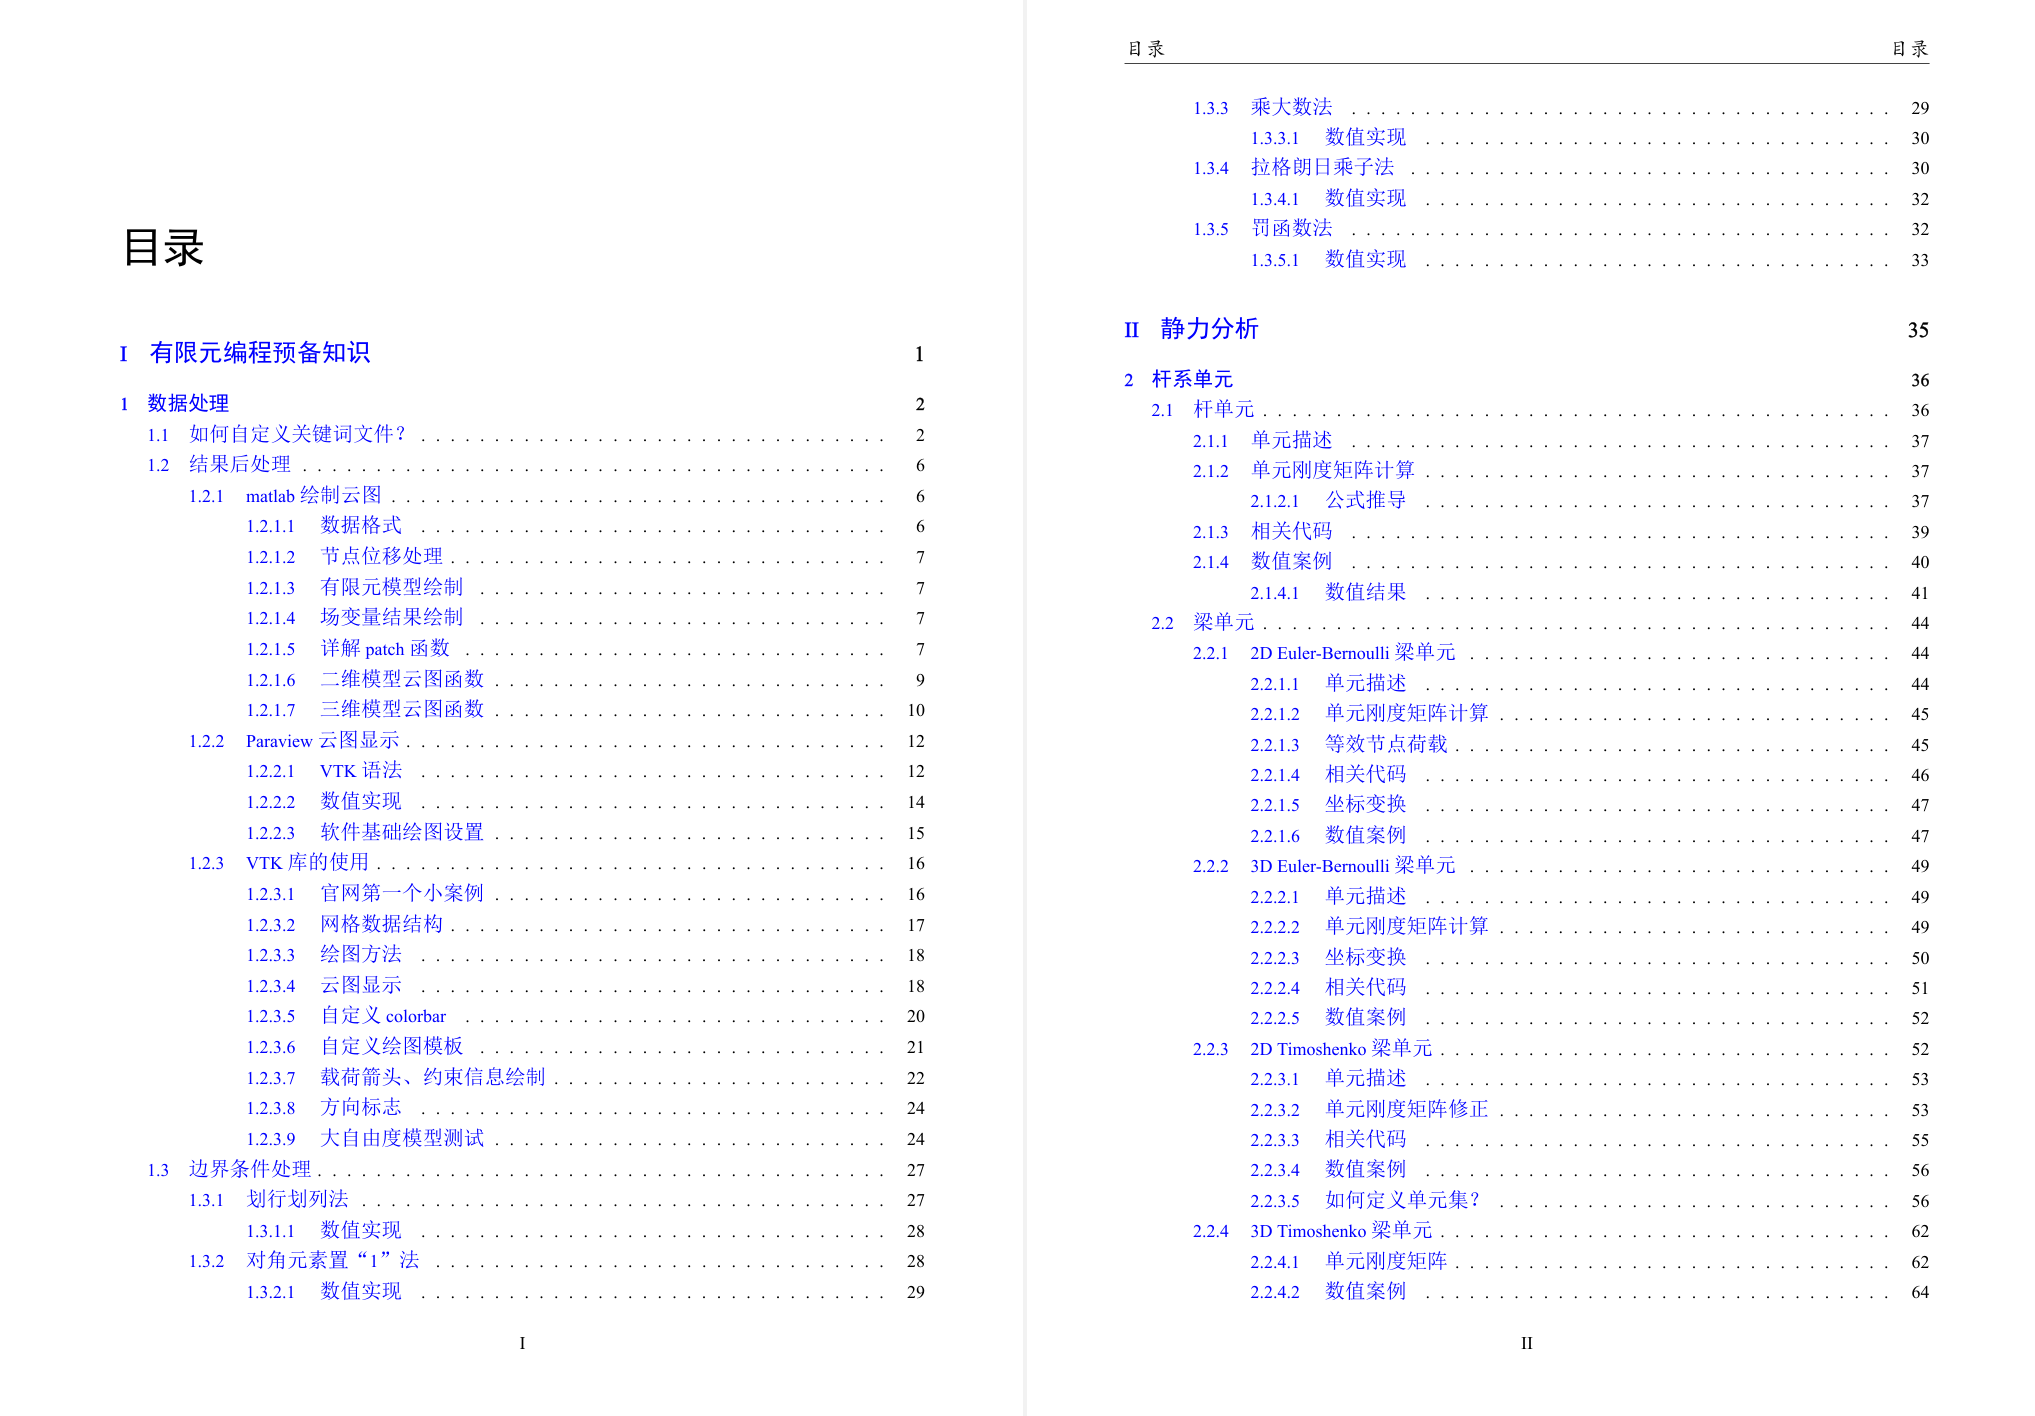 目录
I 有限元编程预备知识 1
1 数据处理 2
1.1 如何自定义关键词文件？ 2
1.2 结果后处理 6
1.2.1 matlab 绘制云图 6
1.2.1.1 数据格式 6
1.2.1.2 节点位移处理 7
1.2.1.3 有限元模型绘制 7
1.2.1.4 场变量结果绘制 7
1.2.1.5 详解 patch 函数 7
1.2.1.6 二维模型云图函数 9
1.2.1.7 三维模型云图函数 10
1.2.2 Paraview 云图显示 12
1.2.2.1 VTK 语法 12
1.2.2.2 数值实现 14
1.2.2.3 软件基础绘图设置 15
1.2.3 VTK 库的使用 16
1.2.3.1 官网第一个小案例 16
1.2.3.2 网格数据结构 17
1.2.3.3 绘图方法 18
1.2.3.4 云图显示 18
1.2.3.5 自定义 colorbar 20
1.2.3.6 自定义绘图模板 21
1.2.3.7 载荷箭头、约束信息绘制 22
1.2.3.8 方向标志 24
1.2.3.9 大自由度模型测试 24
1.3 边界条件处理 27
1.3.1 划行划列法 27
1.3.1.1 数值实现 28
1.3.2 对角元素置“1”法 28
1.3.2.1 数值实现 29
I
目录 目录
1.3.3 乘大数法 29
1.3.3.1 数值实现 30
1.3.4 拉格朗日乘子法 30
1.3.4.1 数值实现 32
1.3.5 罚函数法 32
1.3.5.1 数值实现 33
II 静力分析 35
2 杆系单元 36
2.1 杆单元 36
2.1.1 单元描述 37
2.1.2 单元刚度矩阵计算 37
2.1.2.1 公式推导 37
2.1.3 相关代码 39
2.1.4 数值案例 40
2.1.4.1 数值结果 41
2.2 梁单元 44
2.2.1 2D Euler-Bernoulli 梁单元 44
2.2.1.1 单元描述 44
2.2.1.2 单元刚度矩阵计算 45
2.2.1.3 等效节点荷载 45
2.2.1.4 相关代码 46
2.2.1.5 坐标变换 47
2.2.1.6 数值案例 47
2.2.2 3D Euler-Bernoulli 梁单元 49
2.2.2.1 单元描述 49
2.2.2.2 单元刚度矩阵计算 49
2.2.2.3 坐标变换 50
2.2.2.4 相关代码 51
2.2.2.5 数值案例 52
2.2.3 2D Timoshenko 梁单元 52
2.2.3.1 单元描述 53
2.2.3.2 单元刚度矩阵修正 53
2.2.3.3 相关代码 55
2.2.3.4 数值案例 56
2.2.3.5 如何定义单元集？ 56
2.2.4 3D Timoshenko 梁单元 62
2.2.4.1 单元刚度矩阵 62
2.2.4.2 数值案例 64
II